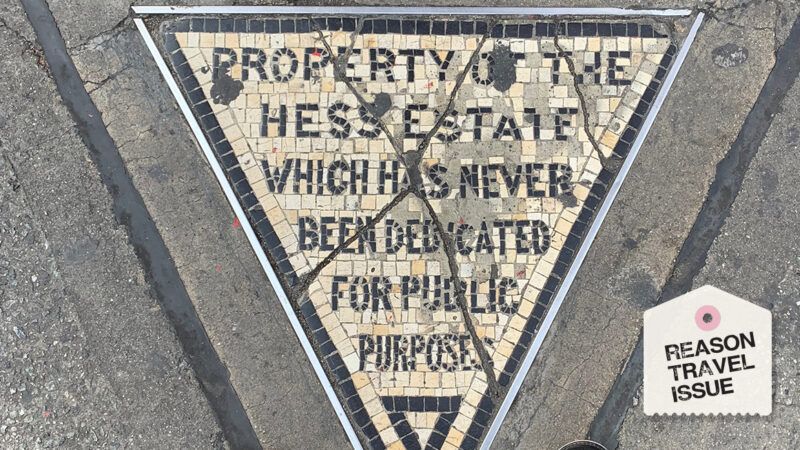 PROPERTY OF THE
HESS ESTATE
WHICH HAS NEVER
BEEN DEDICATED
FOR PUBLIC
PURPOSES
REASON
TRAVEL
ISSUE